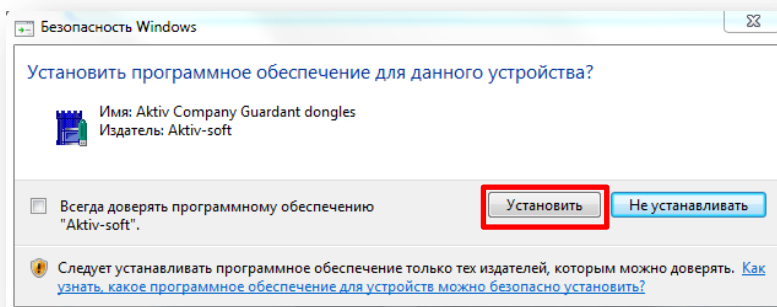 Безопасность Windows
Установить программное обеспечение для данного устройства?
Имя: Aktiv Company Guardant dongles
Издатель: Aktiv-soft
Всегда доверять программному обеспечению
"Aktiv-soft".
Установить
Не устанавливать
Следует устанавливать программное обеспечение только тех издателей, которым можно доверять. Как
узнать, какое программное обеспечение для устройств можно безопасно установить?